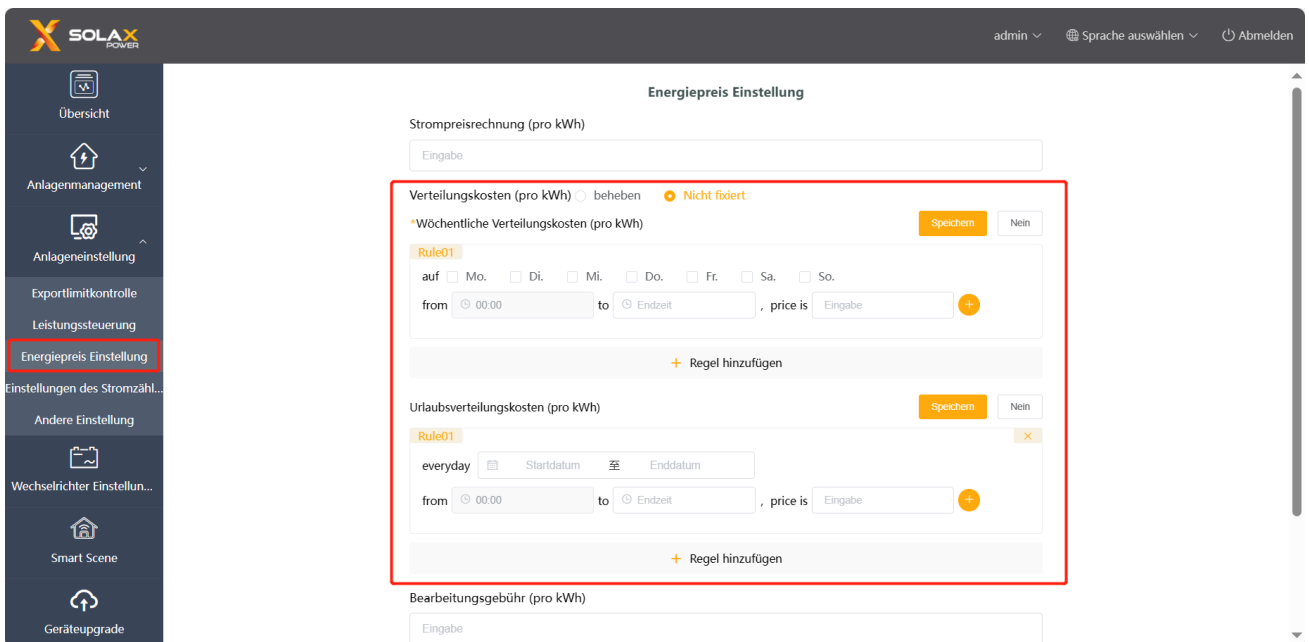 SOLAX POWER
admin Sprache auswählen Abmelden
Übersicht
Anlagenmanagement
Anlageneinstellung
Exportlimitkontrolle
Leistungssteuerung
Energiepreis Einstellung
Einstellungen des Stromzähl...
Andere Einstellung
Wechselrichter Einstellun...
Smart Scene
Geräteupgrade
Energiepreis Einstellung
Strompreisrechnung (pro kWh)
Eingabe
Verteilungskosten (pro kWh) beheben Nicht fixiert
*Wöchentliche Verteilungskosten (pro kWh) Speichern Nein
Rule01
auf Mo. Di. Mi. Do. Fr. Sa. So.
from 00:00 to Endzeit , price is Eingabe +
+ Regel hinzufügen
Urlaubsverteilungskosten (pro kWh) Speichern Nein
Rule01 ×
everyday Startdatum 至 Enddatum
from 00:00 to Endzeit , price is Eingabe +
+ Regel hinzufügen
Bearbeitungsgebühr (pro kWh)
Eingabe